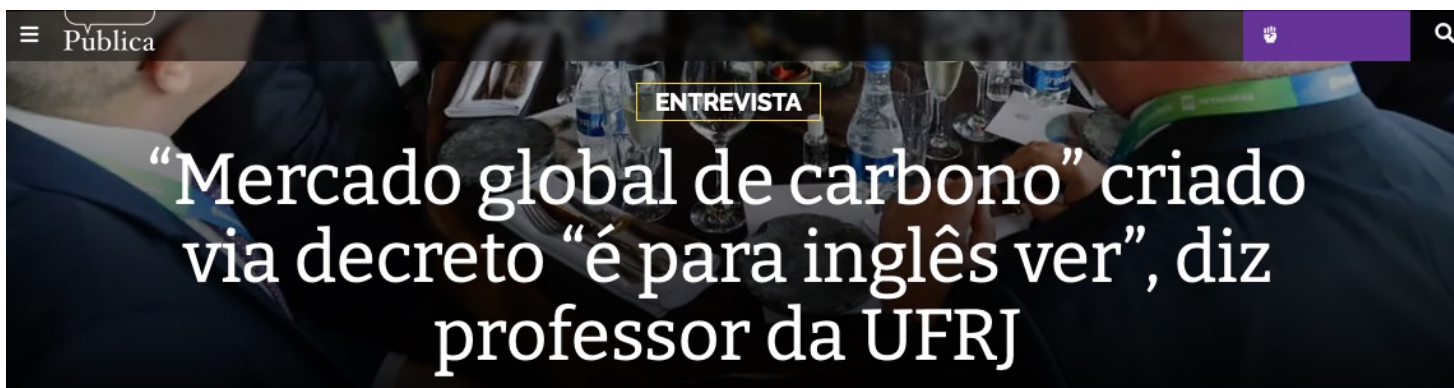 Pública
ENTREVISTA
“Mercado global de carbono” criado
via decreto “é para inglês ver”, diz
professor da UFRJ